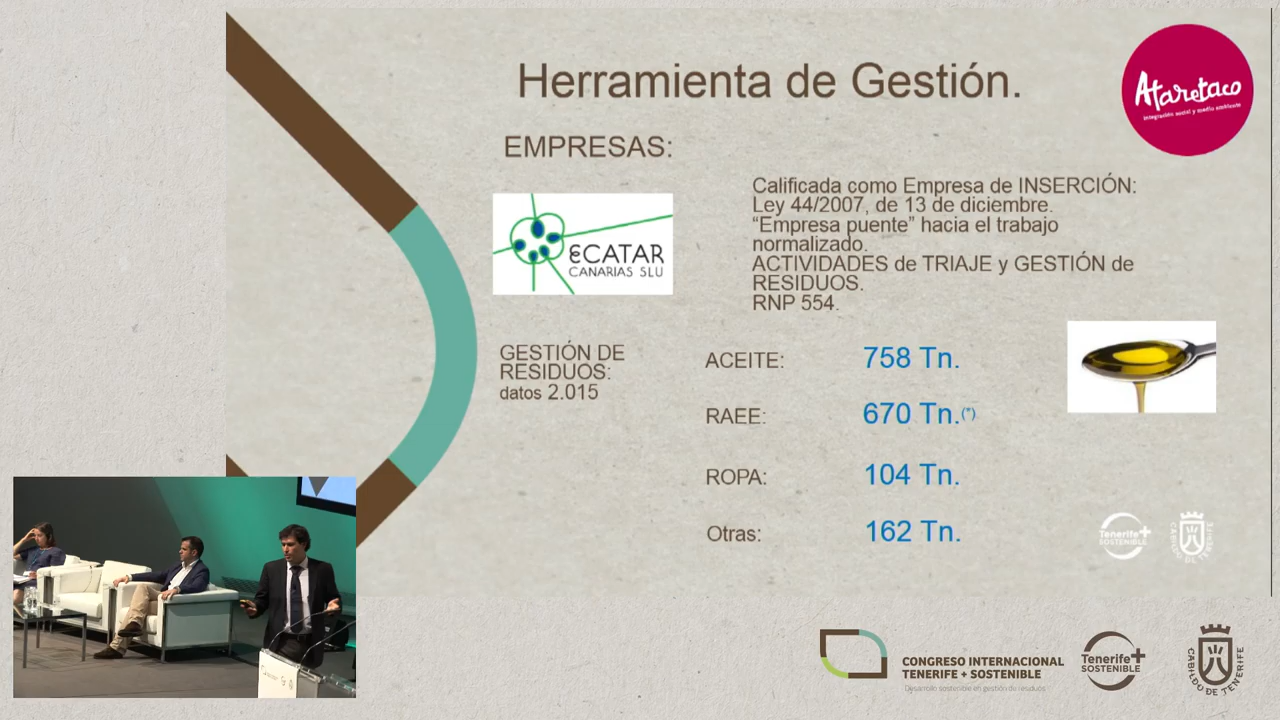 Herramienta de Gestión.
Ataretaco
integración social y medio ambiente
EMPRESAS:
ECATAR
CANARIAS SLU
Calificada como Empresa de INSERCIÓN:
Ley 44/2007, de 13 de diciembre.
“Empresa puente” hacia el trabajo
normalizado.
ACTIVIDADES de TRIAJE y GESTIÓN de
RESIDUOS.
RNP 554.
GESTIÓN DE
RESIDUOS:
datos 2.015
ACEITE: 758 Tn.
RAEE: 670 Tn.(*)
ROPA: 104 Tn.
Otras: 162 Tn.
Tenerife+
SOSTENIBLE
CABILDO DE TENERIFE
CONGRESO INTERNACIONAL
TENERIFE + SOSTENIBLE
Desarrollo sostenible en gestión de residuos
Tenerife+
SOSTENIBLE
CABILDO DE TENERIFE